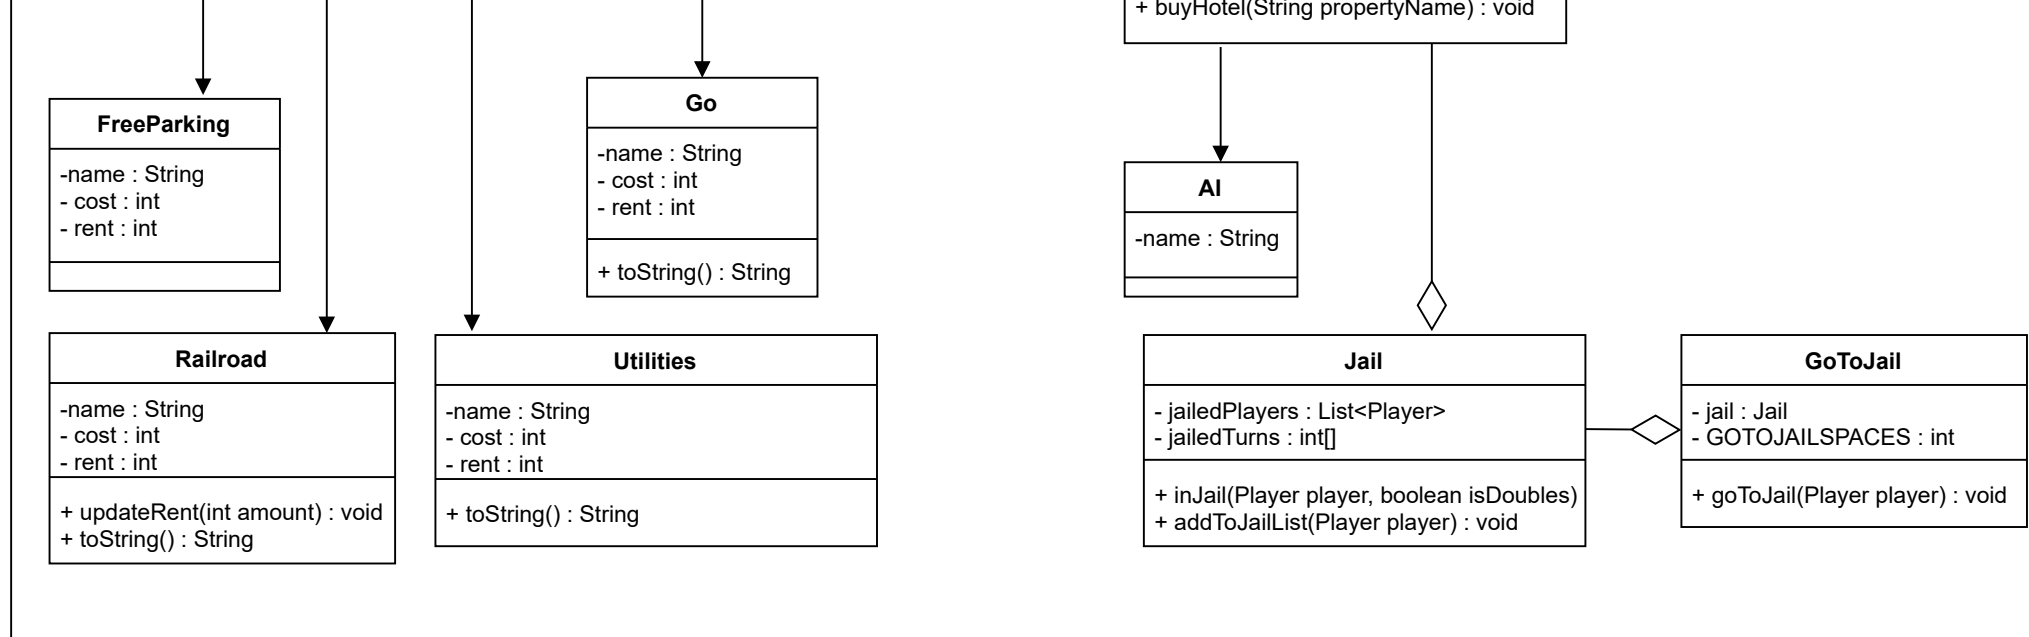 + buyHotel(String propertyName) : void
Go
-name : String
- cost : int
- rent : int
+ toString() : String
FreeParking
-name : String
- cost : int
- rent : int
AI
-name : String
Railroad
-name : String
- cost : int
- rent : int
+ updateRent(int amount) : void
+ toString() : String
Utilities
-name : String
- cost : int
- rent : int
+ toString() : String
Jail
- jailedPlayers : List<Player>
- jailedTurns : int[]
+ inJail(Player player, boolean isDoubles)
+ addToJailList(Player player) : void
GoToJail
- jail : Jail
- GOTOJAILSPACES : int
+ goToJail(Player player) : void